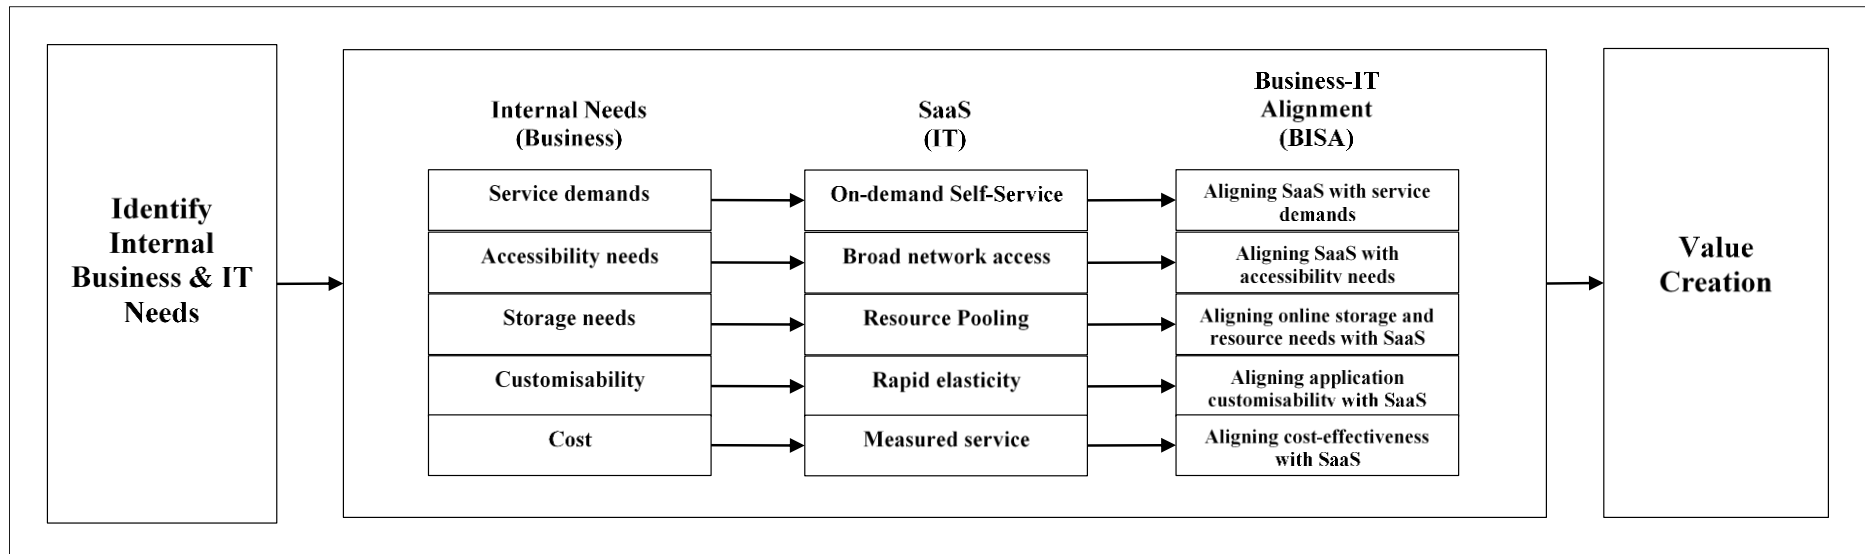 Identify
Internal
Business & IT
Needs
Internal Needs
(Business)
SaaS
(IT)
Business-IT
Alignment
(BISA)
Service demands
On-demand Self-Service
Aligning SaaS with service
demands
Accessibility needs
Broad network access
Aligning SaaS with
accessibility needs
Storage needs
Resource Pooling
Aligning online storage and
resource needs with SaaS
Customisability
Rapid elasticity
Aligning application
customisability with SaaS
Cost
Measured service
Aligning cost-effectiveness
with SaaS
Value
Creation